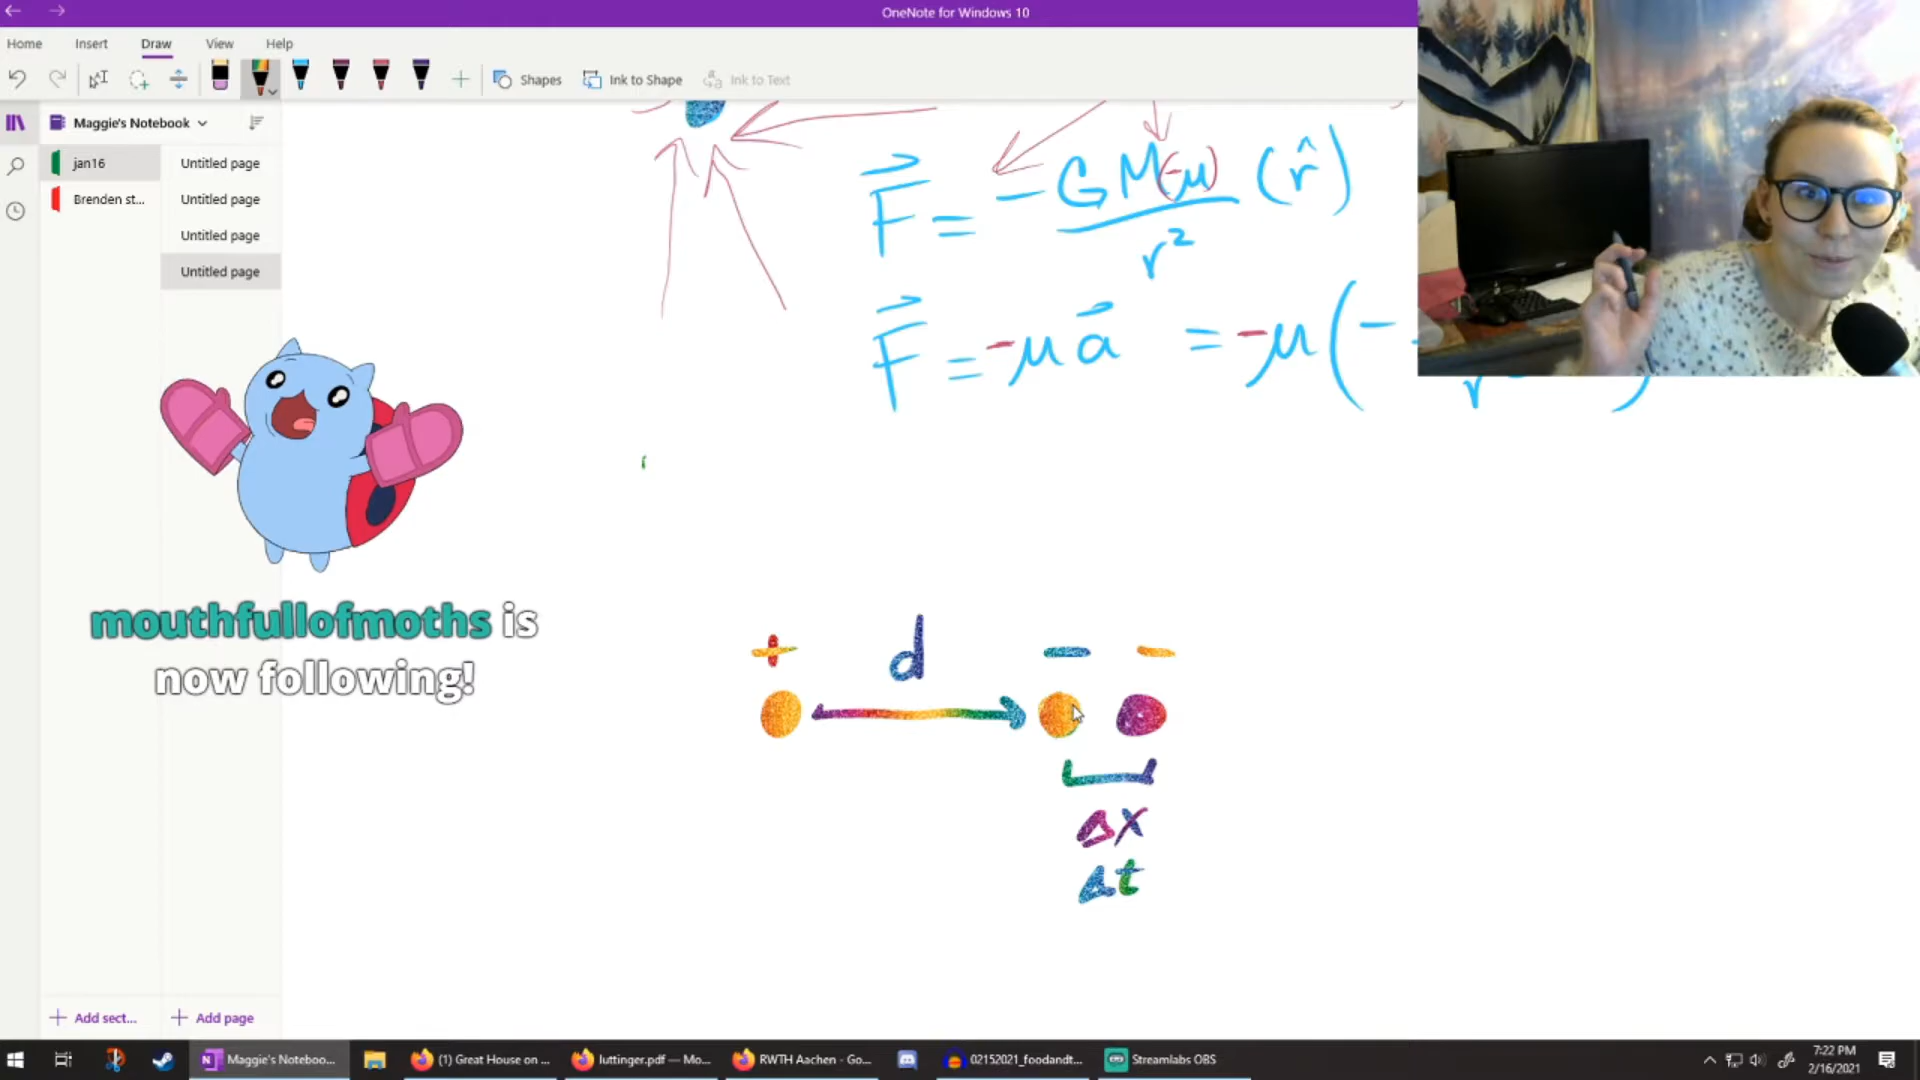 OneNote for Windows 10
Home Insert Draw View Help
Shapes Ink to Shape Ink to Text
Maggie's Notebook
jan16
Brenden st...
Untitled page
Untitled page
Untitled page
Untitled page
F = -GM(-μ)/r² (r̂)
F = -μa = -μ(-
r
mouthfullofmoths is
now following!
+ d - -
Δx
Δt
Add sect... Add page
Maggie's Noteboo...
(1) Great House on ...
luttinger.pdf — Mo...
RWTH Aachen - Go...
02152021_foodandt...
Streamlabs OBS
7:22 PM
2/16/2021